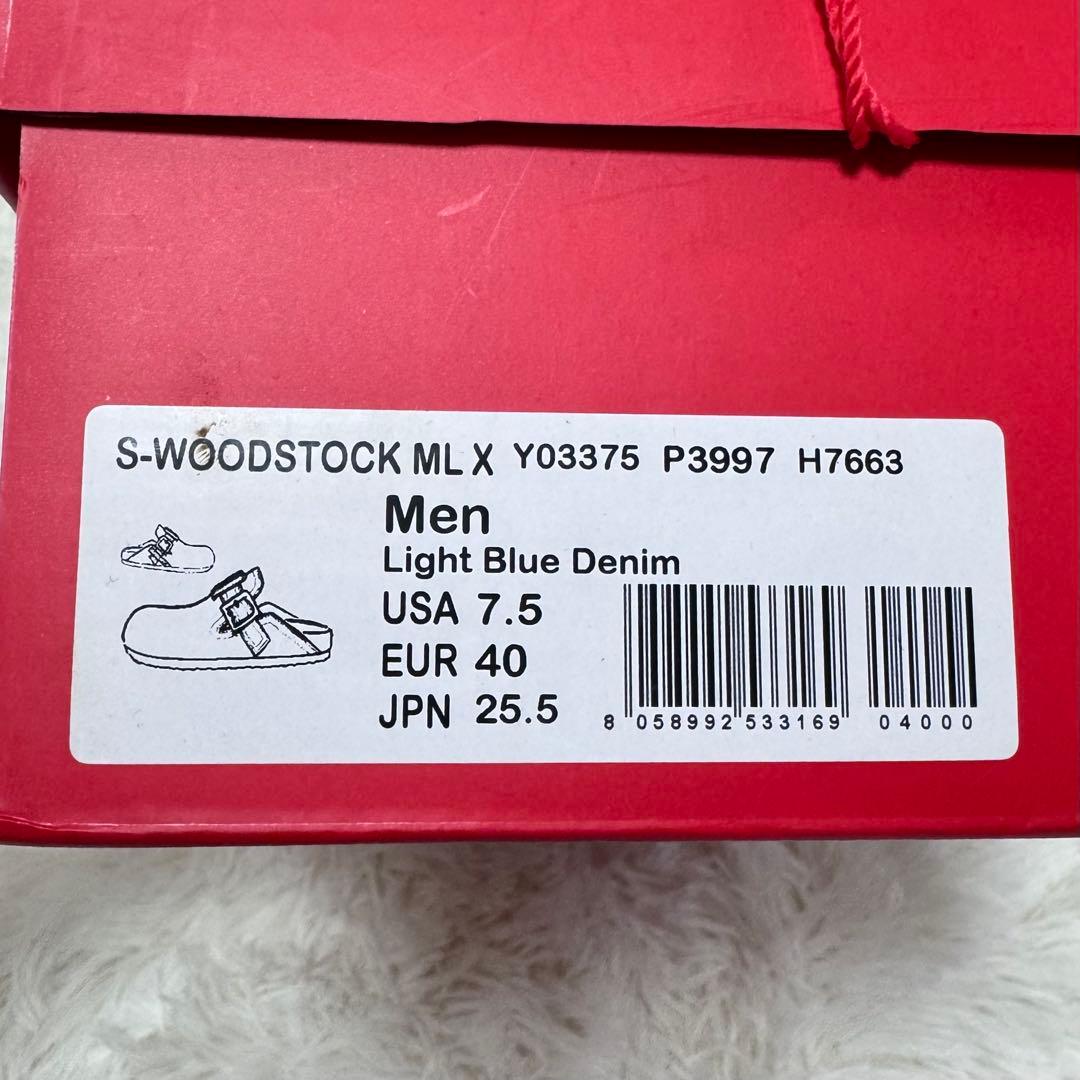 S-WOODSTOCK ML X Y03375 P3997 H7663
Men
Light Blue Denim
USA 7.5
EUR 40
JPN 25.5
8 058992 533169 04000